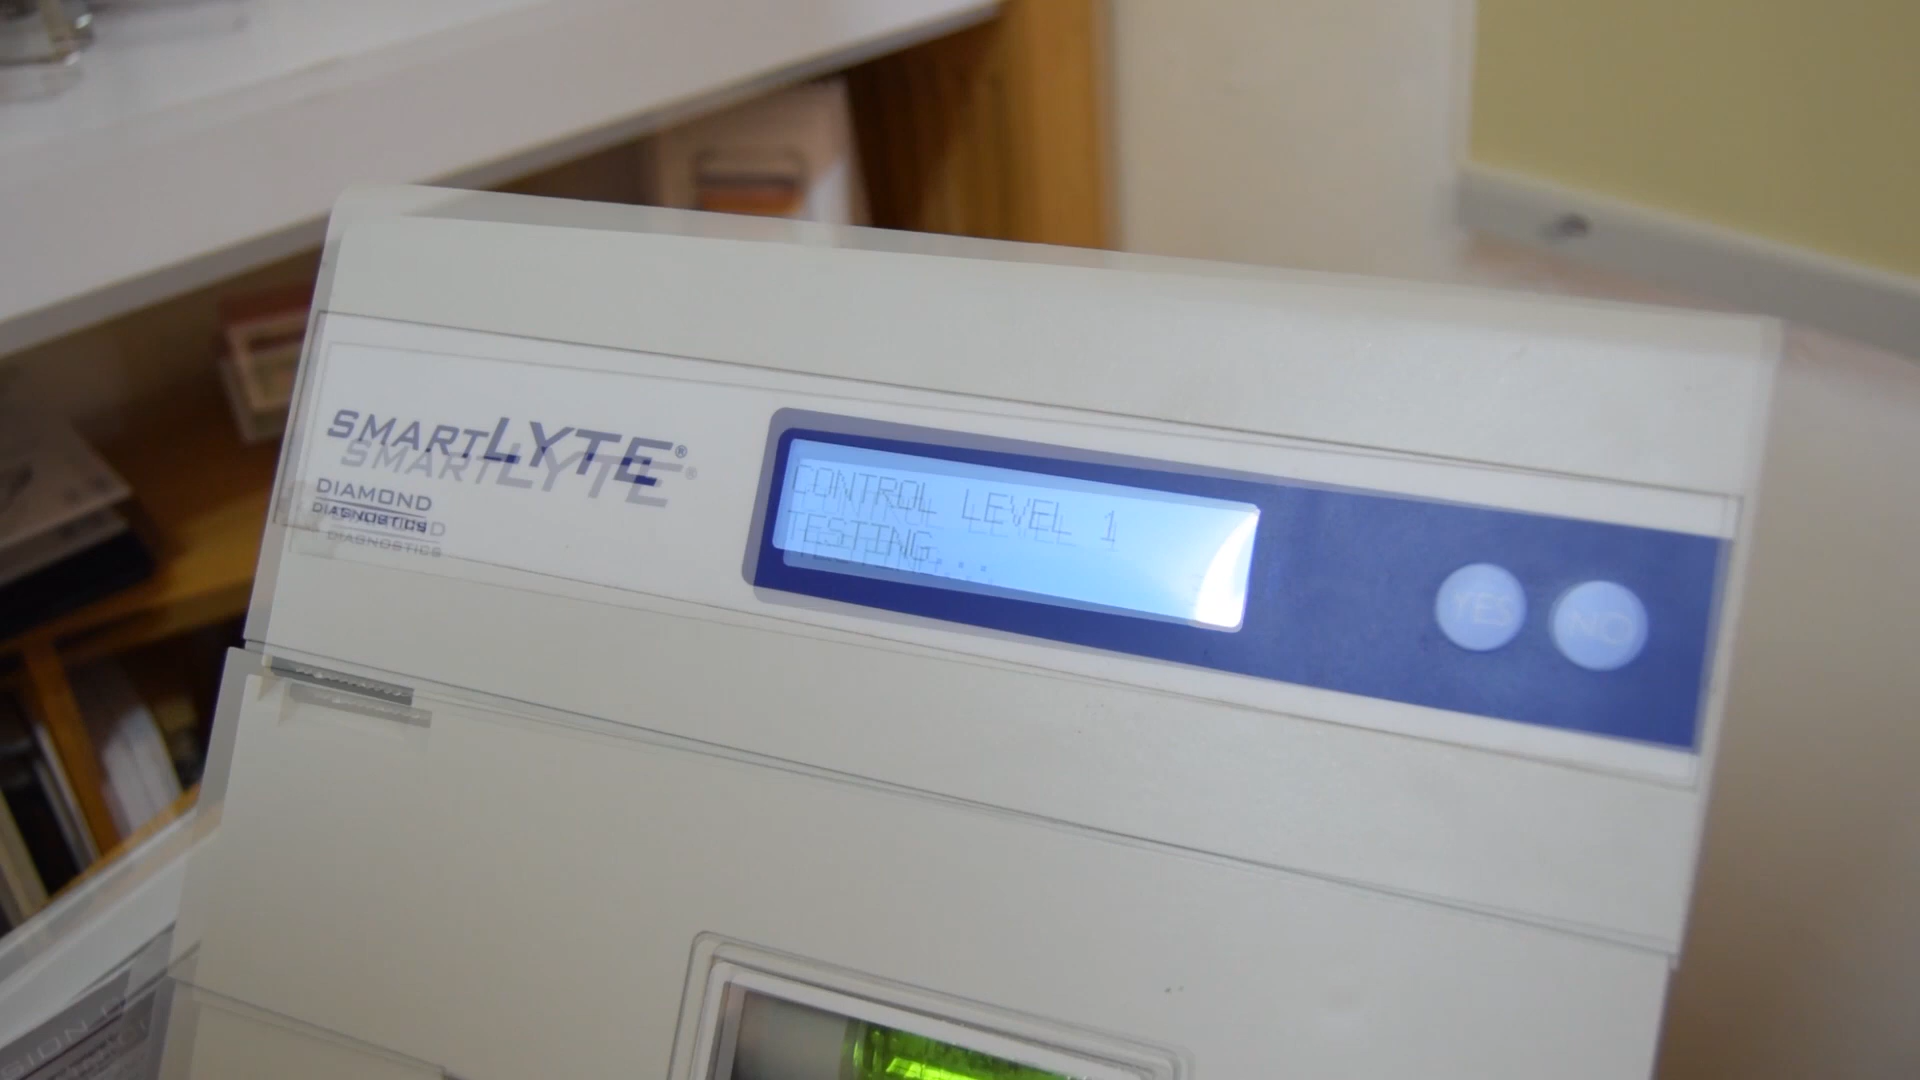 SMARTLYTE®
DIAMOND
DIAGNOSTICS
CONTROL LEVEL 1
TESTING...
YES
NO